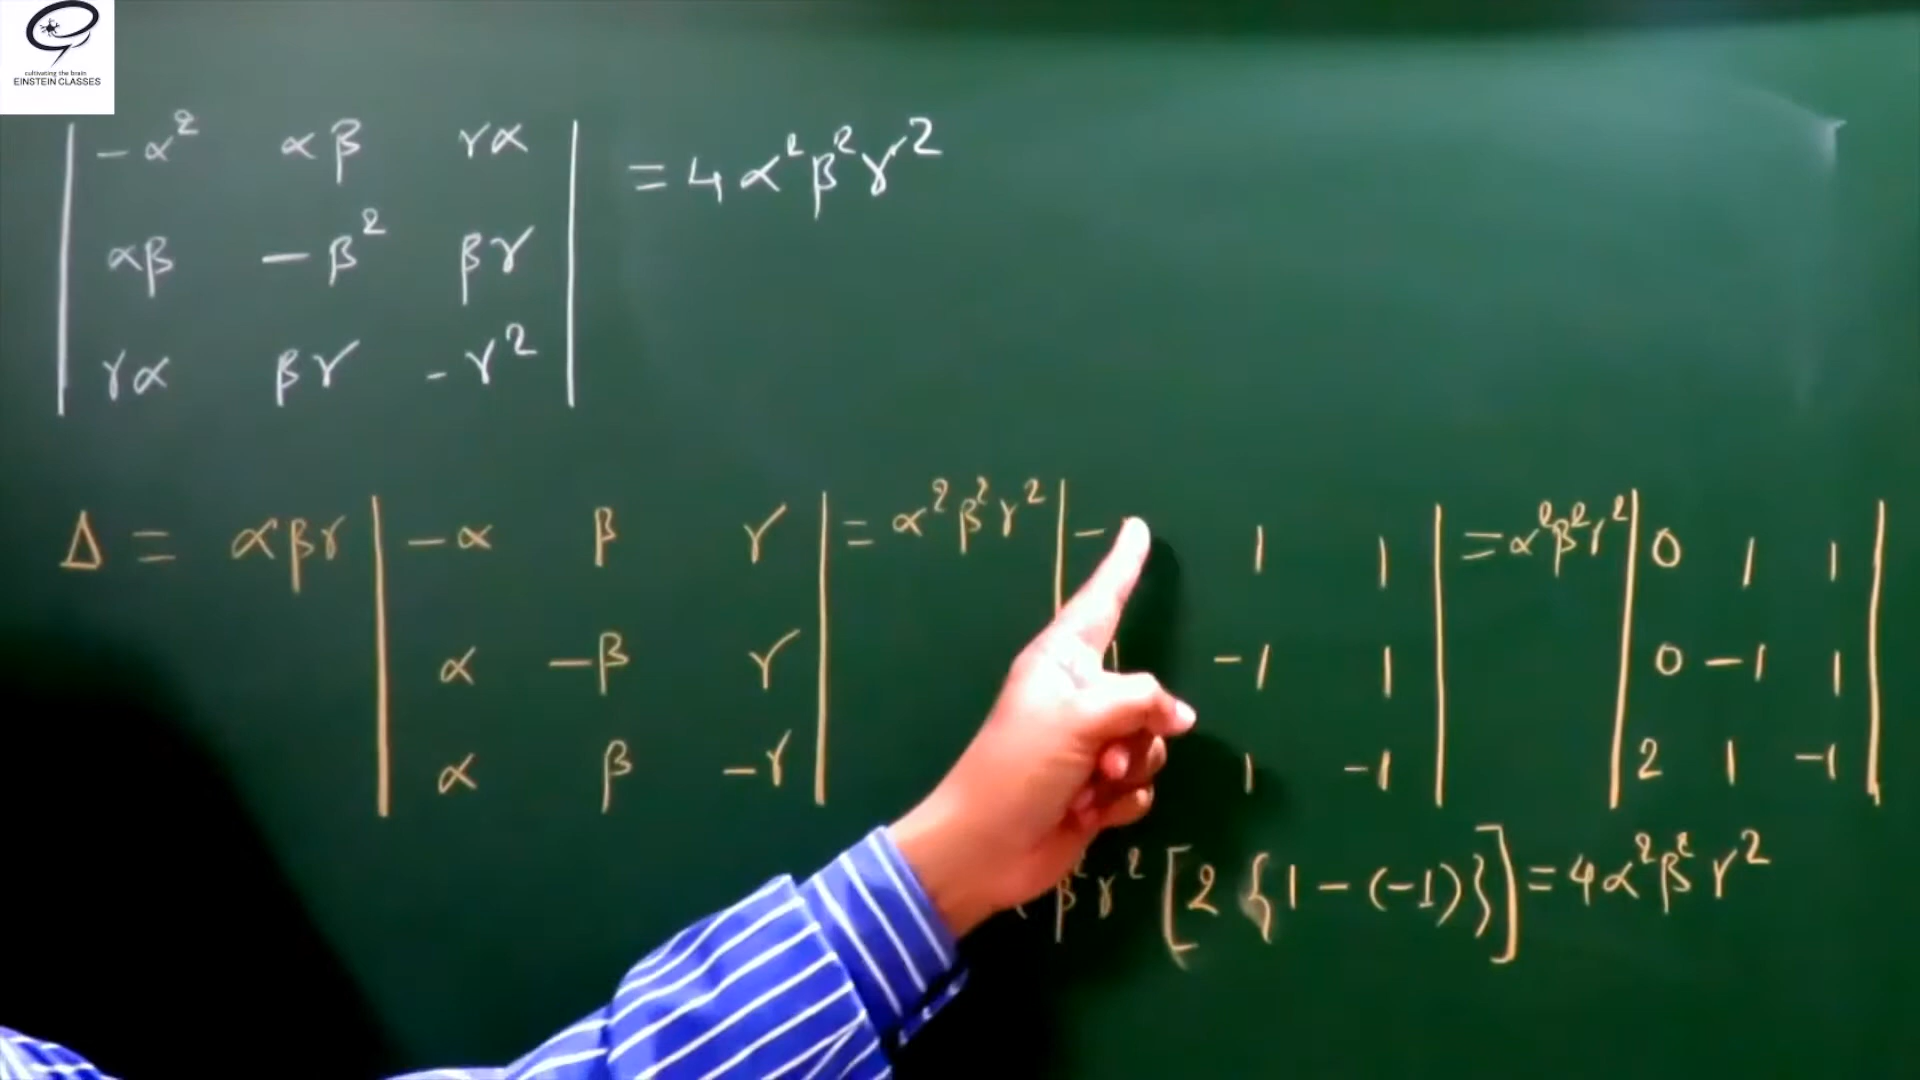 cultivating the brain
EINSTEIN CLASSES
| -α² αβ γα | = 4α²β²γ²
| αβ -β² βγ |
| γα βγ -γ² |
Δ = αβγ | -α β γ | = α²β²γ² | - 1 1 | = α²β²γ² | 0 1 1 |
| α -β γ | 1 -1 1 | | 0 -1 1 |
| α β -γ | 1 -1 | | 2 1 -1 |
β²γ² [2 {1 - (-1)}] = 4α²β²γ²